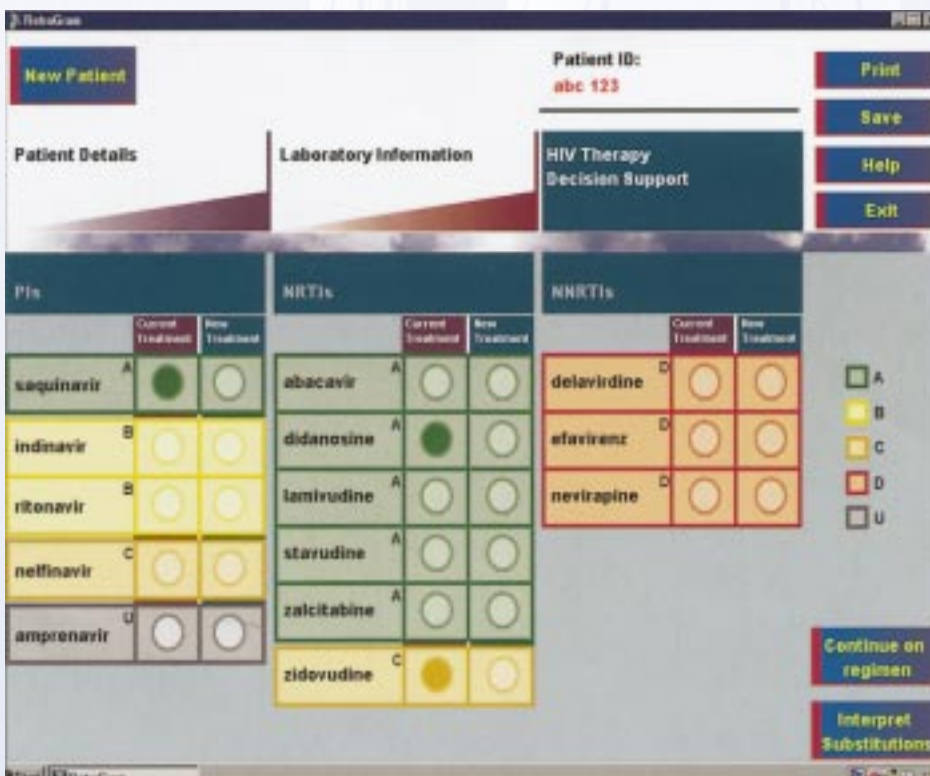 RetroGram
New Patient
Patient ID:
abc 123
Print
Save
Help
Exit
Patient Details
Laboratory Information
HIV Therapy
Decision Support
PIs
Current
Treatment
New
Treatment
saquinavir A
indinavir B
ritonavir B
nelfinavir C
amprenavir U
NRTIs
Current
Treatment
New
Treatment
abacavir A
didanosine A
lamivudine A
stavudine A
zalcitabine A
zidovudine C
NNRTIs
Current
Treatment
New
Treatment
delavirdine D
efavirenz D
nevirapine D
A
B
C
D
U
Continue on
regimen
Interpret
Substitutions